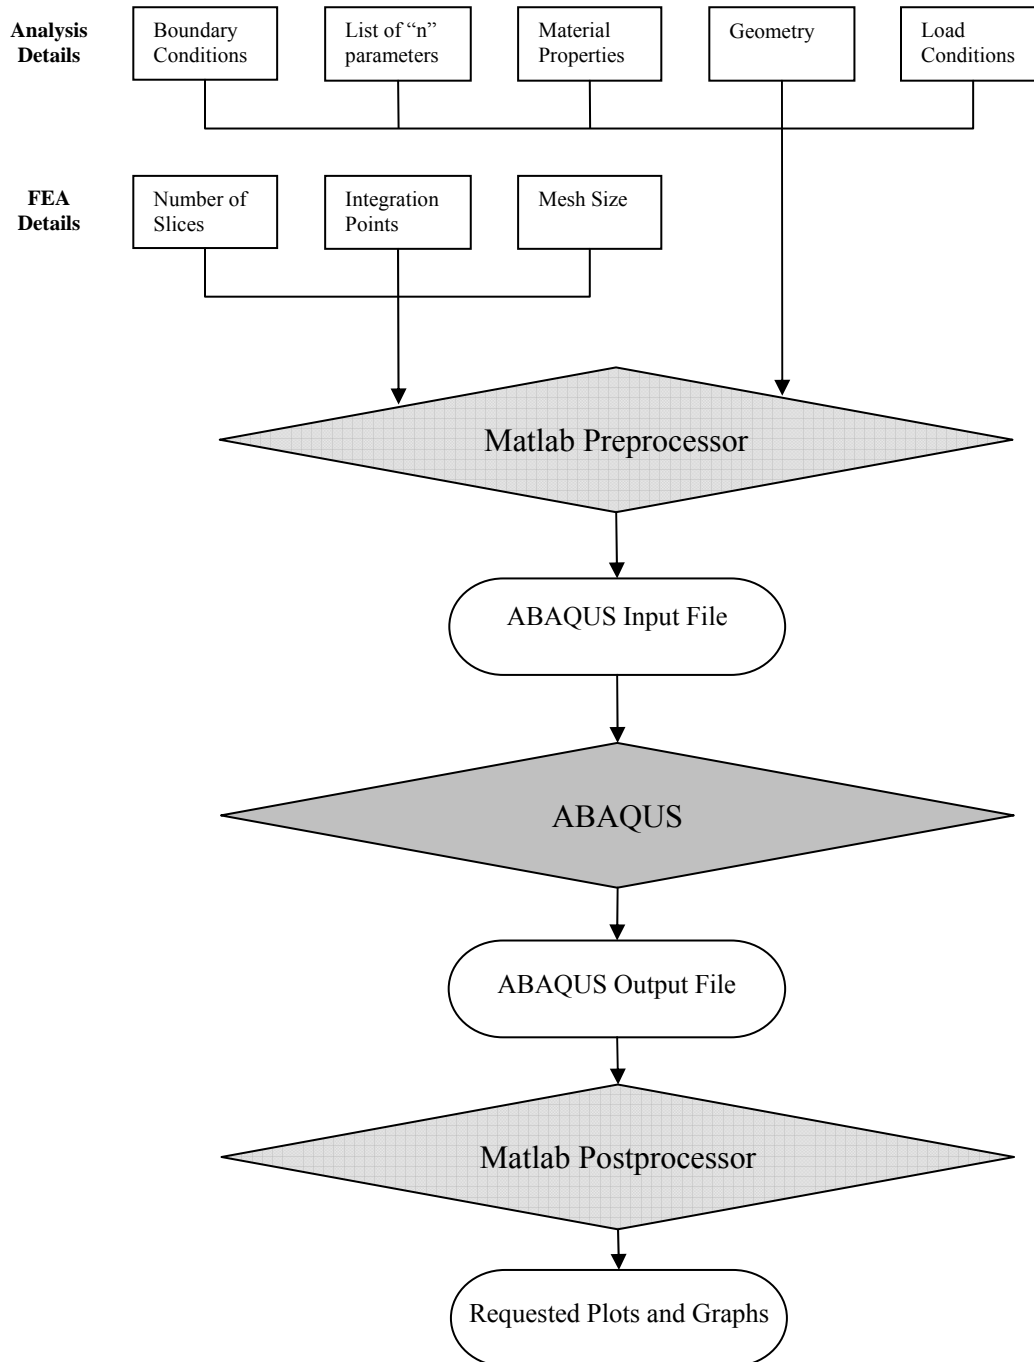 Analysis
Details
Boundary
Conditions
List of “n”
parameters
Material
Properties
Geometry
Load
Conditions
FEA
Details
Number of
Slices
Integration
Points
Mesh Size
Matlab Preprocessor
ABAQUS Input File
ABAQUS
ABAQUS Output File
Matlab Postprocessor
Requested Plots and Graphs